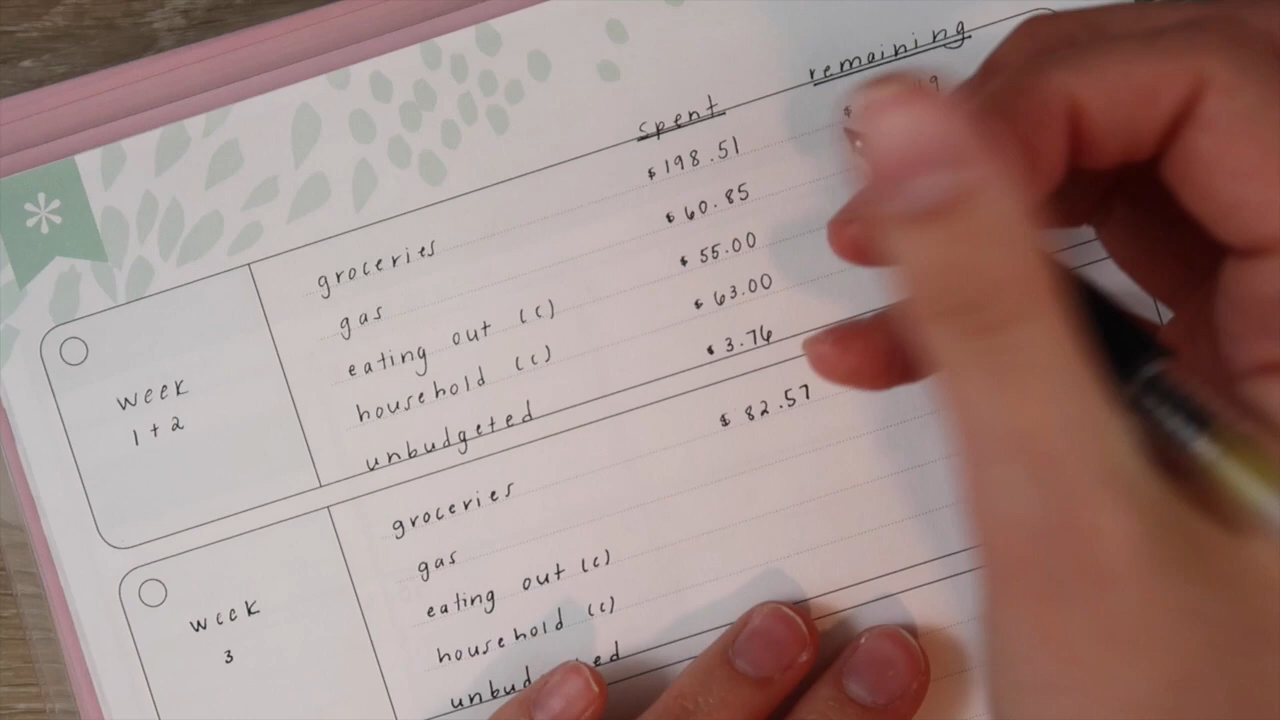 spent remaining
groceries $198.51 $
gas $60.85
eating out (c) $55.00
household (c) $63.00
unbudgeted $3.76
week
1+2
groceries $82.57
gas
eating out (c)
household (c)
week
3